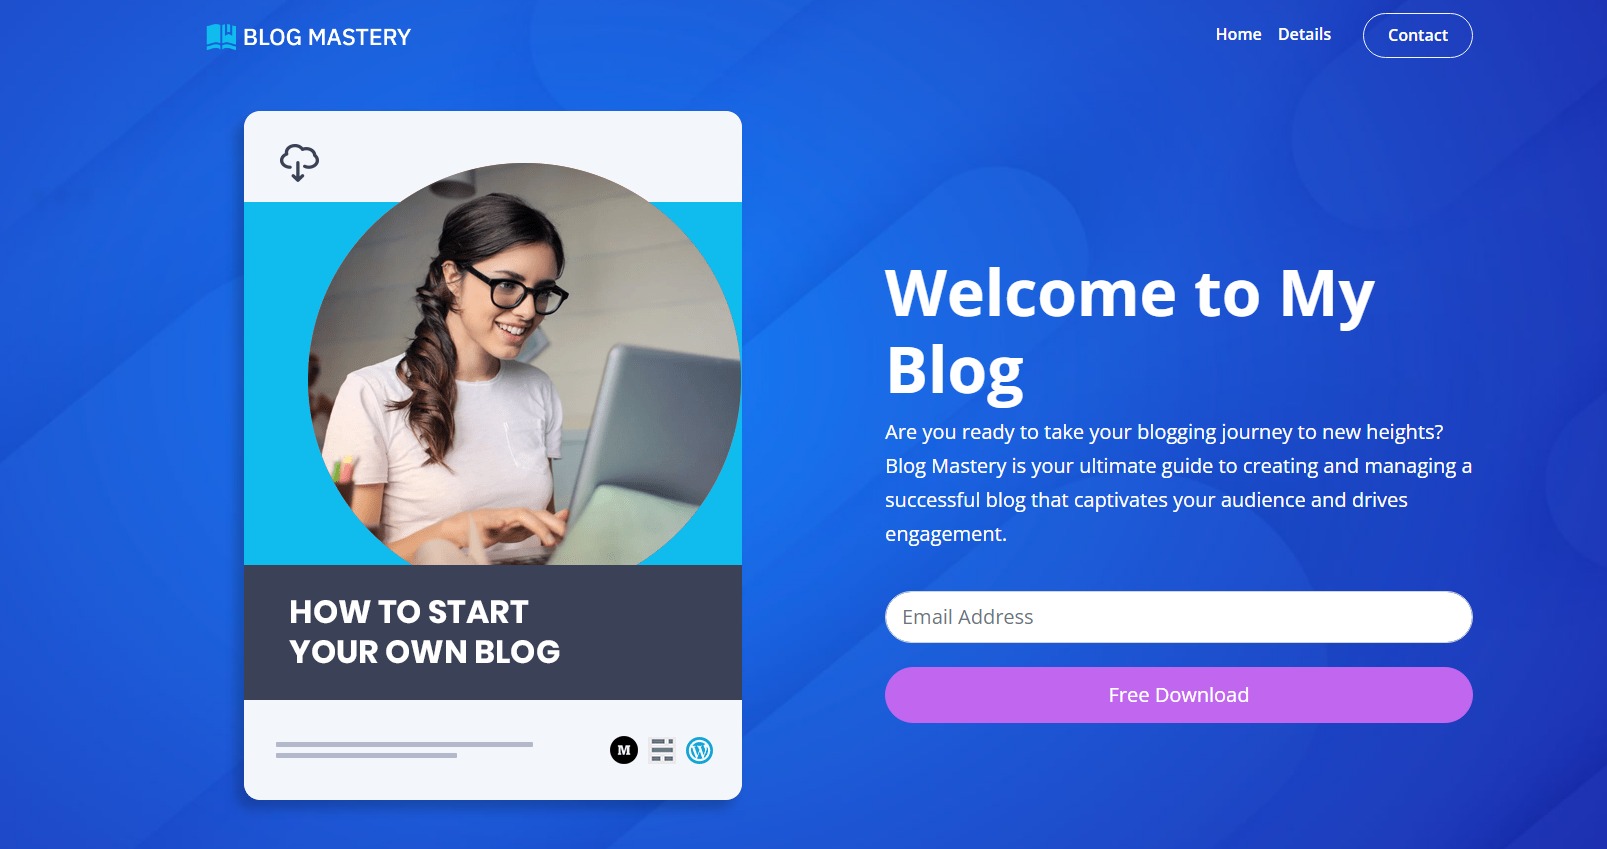 BLOG MASTERY
Home Details Contact
HOW TO START
YOUR OWN BLOG
M
W
Welcome to My
Blog
Are you ready to take your blogging journey to new heights?
Blog Mastery is your ultimate guide to creating and managing a
successful blog that captivates your audience and drives
engagement.
Email Address
Free Download